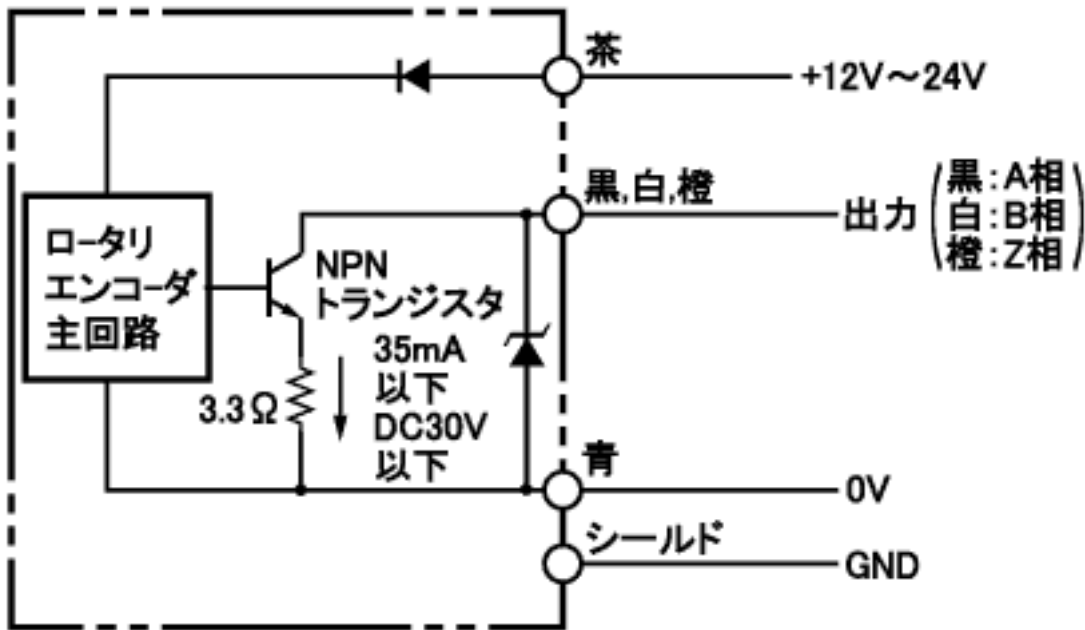 茶
+12V～24V
黒,白,橙
出力
黒:A相
白:B相
橙:Z相
ロータリ
エンコーダ
主回路
NPN
トランジスタ
35mA
以下
DC30V
以下
3.3Ω
青
0V
シールド
GND